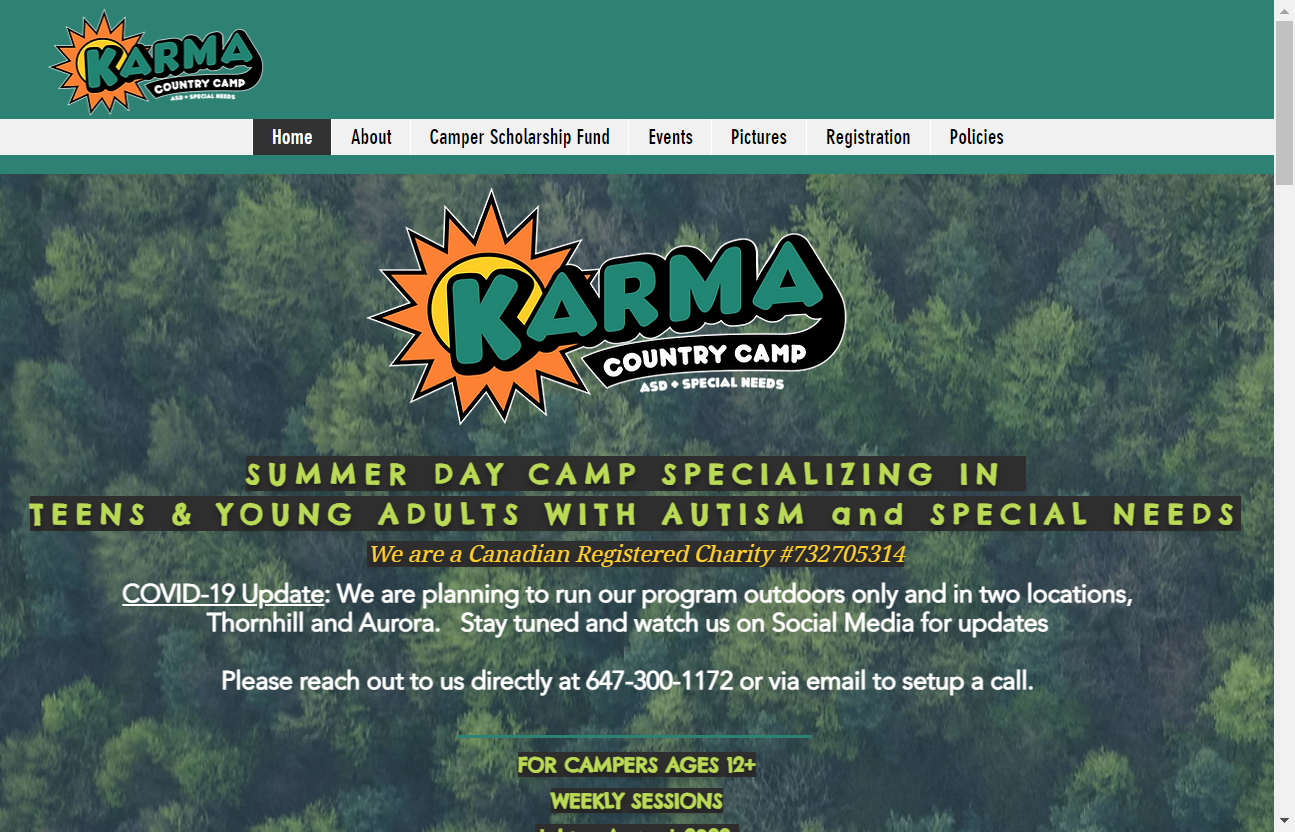 KARMA
COUNTRY CAMP
ASD + SPECIAL NEEDS
Home About Camper Scholarship Fund Events Pictures Registration Policies
KARMA
COUNTRY CAMP
ASD + SPECIAL NEEDS
SUMMER DAY CAMP SPECIALIZING IN
TEENS & YOUNG ADULTS WITH AUTISM and SPECIAL NEEDS
We are a Canadian Registered Charity #732705314
COVID-19 Update: We are planning to run our program outdoors only and in two locations,
Thornhill and Aurora. Stay tuned and watch us on Social Media for updates
Please reach out to us directly at 647-300-1172 or via email to setup a call.
FOR CAMPERS AGES 12+
WEEKLY SESSIONS